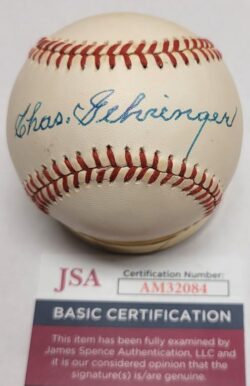 Chas. Gehringer
JSA
Certification Number:
AM32084
BASIC CERTIFICATION
This item has been fully examined by
James Spence Authentication, LLC and
it is our considered opinion that the
signature(s) is/are genuine.